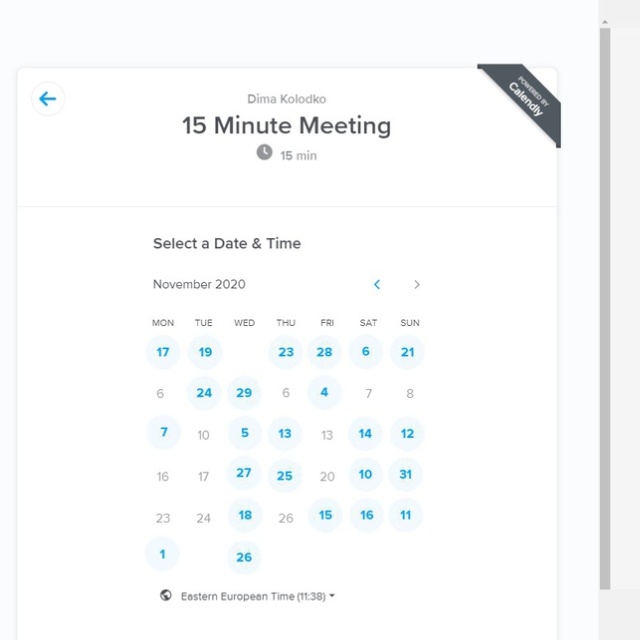 POWERED BY
Calendly
Dima Kolodko
15 Minute Meeting
15 min
Select a Date & Time
November 2020
MON TUE WED THU FRI SAT SUN
17 19 23 28 6 21
6 24 29 6 4 7 8
7 10 5 13 13 14 12
16 17 27 25 20 10 31
23 24 18 26 15 16 11
1 26
Eastern European Time (11:38)